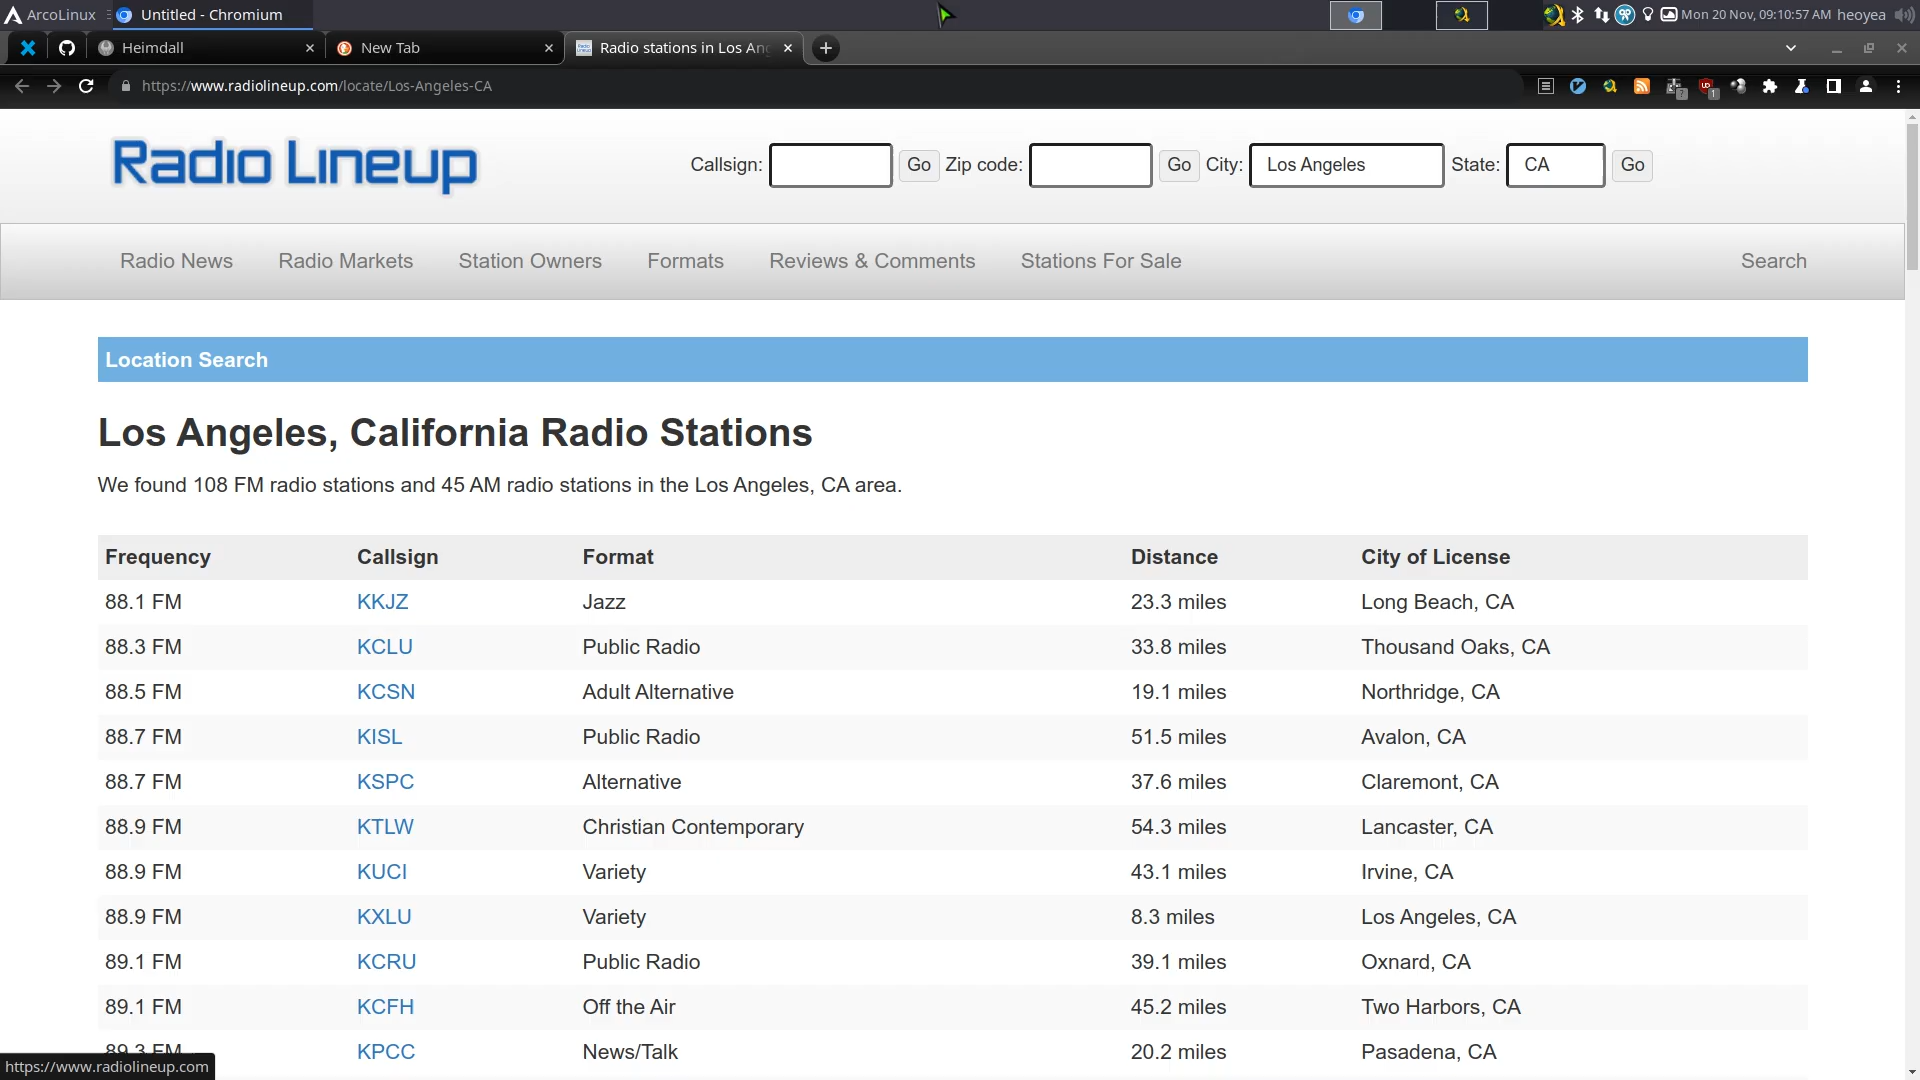 ArcoLinux Untitled - Chromium Mon 20 Nov, 09:10:57 AM heoyea
Heimdall New Tab Radio stations in Los Ang
https://www.radiolineup.com/locate/Los-Angeles-CA
Radio Lineup Callsign: Go Zip code: Go City: Los Angeles State: CA Go
Radio News Radio Markets Station Owners Formats Reviews & Comments Stations For Sale Search
Location Search
Los Angeles, California Radio Stations
We found 108 FM radio stations and 45 AM radio stations in the Los Angeles, CA area.
Frequency Callsign Format Distance City of License
88.1 FM KKJZ Jazz 23.3 miles Long Beach, CA
88.3 FM KCLU Public Radio 33.8 miles Thousand Oaks, CA
88.5 FM KCSN Adult Alternative 19.1 miles Northridge, CA
88.7 FM KISL Public Radio 51.5 miles Avalon, CA
88.7 FM KSPC Alternative 37.6 miles Claremont, CA
88.9 FM KTLW Christian Contemporary 54.3 miles Lancaster, CA
88.9 FM KUCI Variety 43.1 miles Irvine, CA
88.9 FM KXLU Variety 8.3 miles Los Angeles, CA
89.1 FM KCRU Public Radio 39.1 miles Oxnard, CA
89.1 FM KCFH Off the Air 45.2 miles Two Harbors, CA
89.3 FM KPCC News/Talk 20.2 miles Pasadena, CA
https://www.radiolineup.com